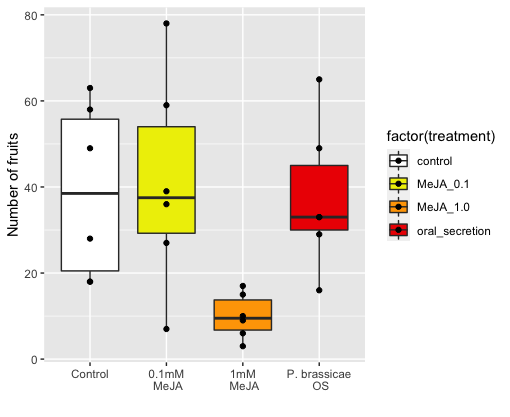 Number of fruits
80
60
40
20
0
Control
0.1mM
MeJA
1mM
MeJA
P. brassicae
OS
factor(treatment)
control
MeJA_0.1
MeJA_1.0
oral_secretion